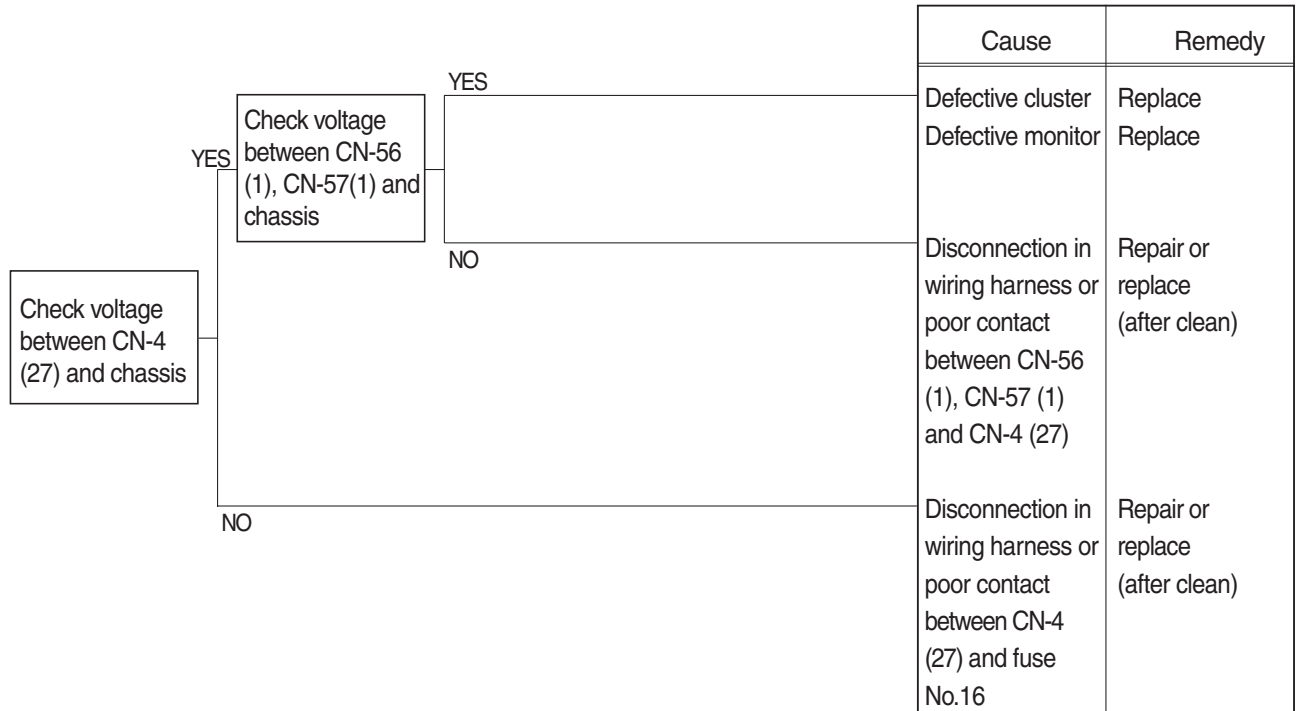 Cause
Remedy
YES
Check voltage
between CN-56
(1), CN-57(1) and
chassis
YES
NO
Check voltage
between CN-4
(27) and chassis
NO
Defective cluster
Replace
Defective monitor
Replace
Disconnection in
wiring harness or
poor contact
between CN-56
(1), CN-57 (1)
and CN-4 (27)
Repair or
replace
(after clean)
Disconnection in
wiring harness or
poor contact
between CN-4
(27) and fuse
No.16
Repair or
replace
(after clean)